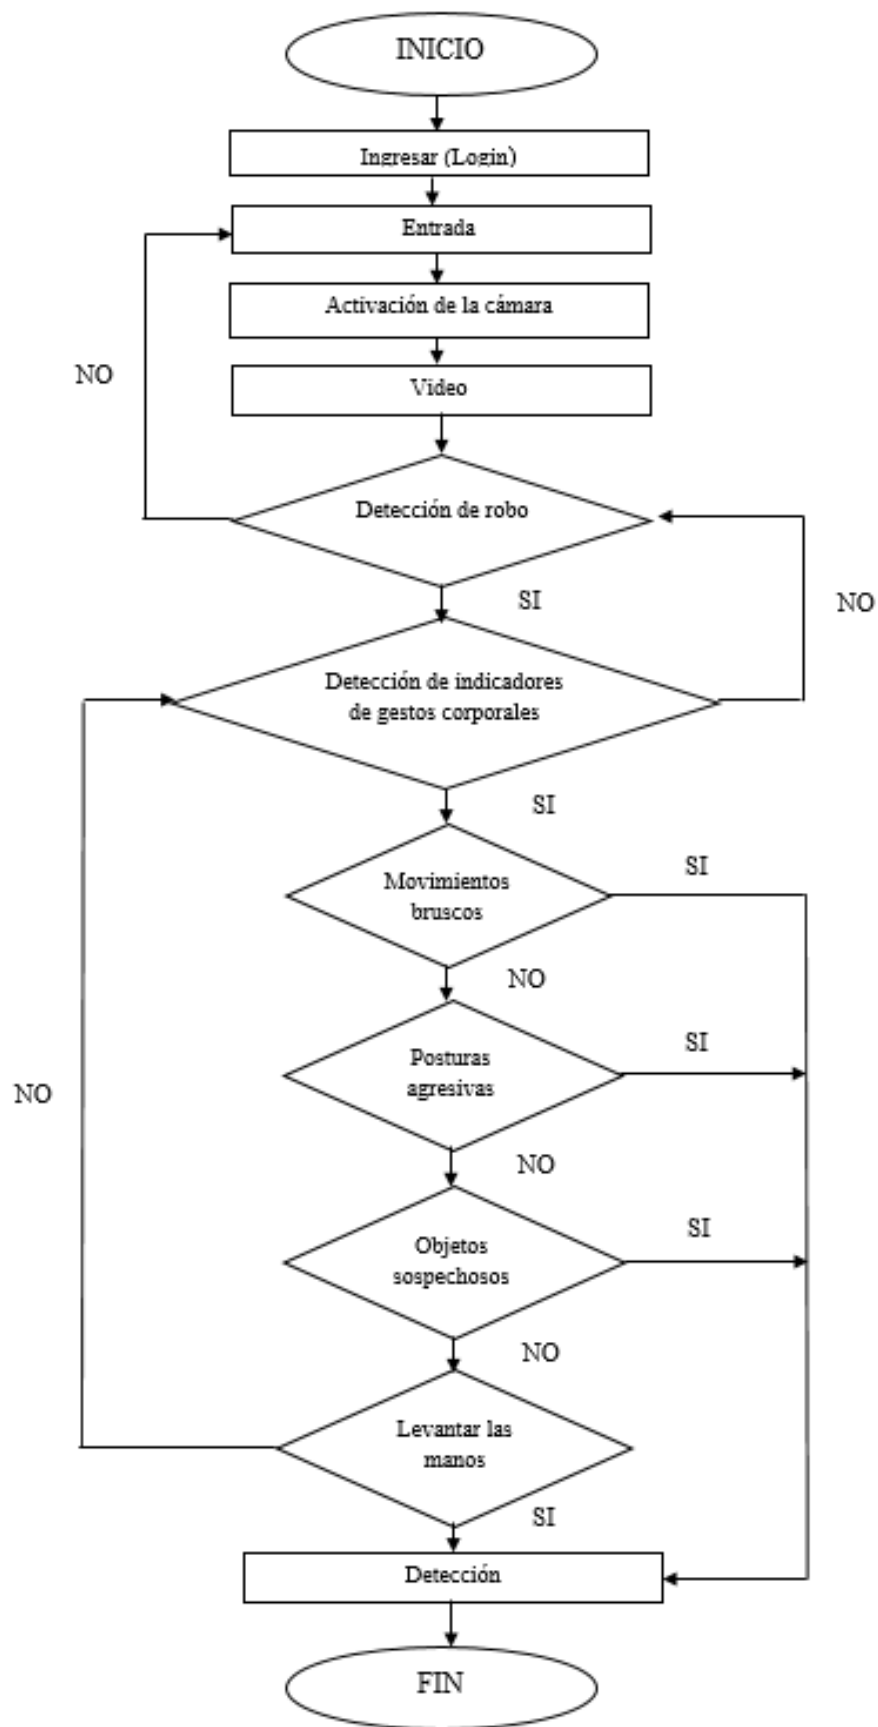 INICIO
Ingresar (Login)
Entrada
Activación de la cámara
NO
Video
Detección de robo
SI
NO
Detección de indicadores
de gestos corporales
SI
Movimientos
bruscos
SI
NO
Posturas
agresivas
SI
NO
NO
Objetos
sospechosos
SI
NO
Levantar las
manos
SI
Detección
FIN